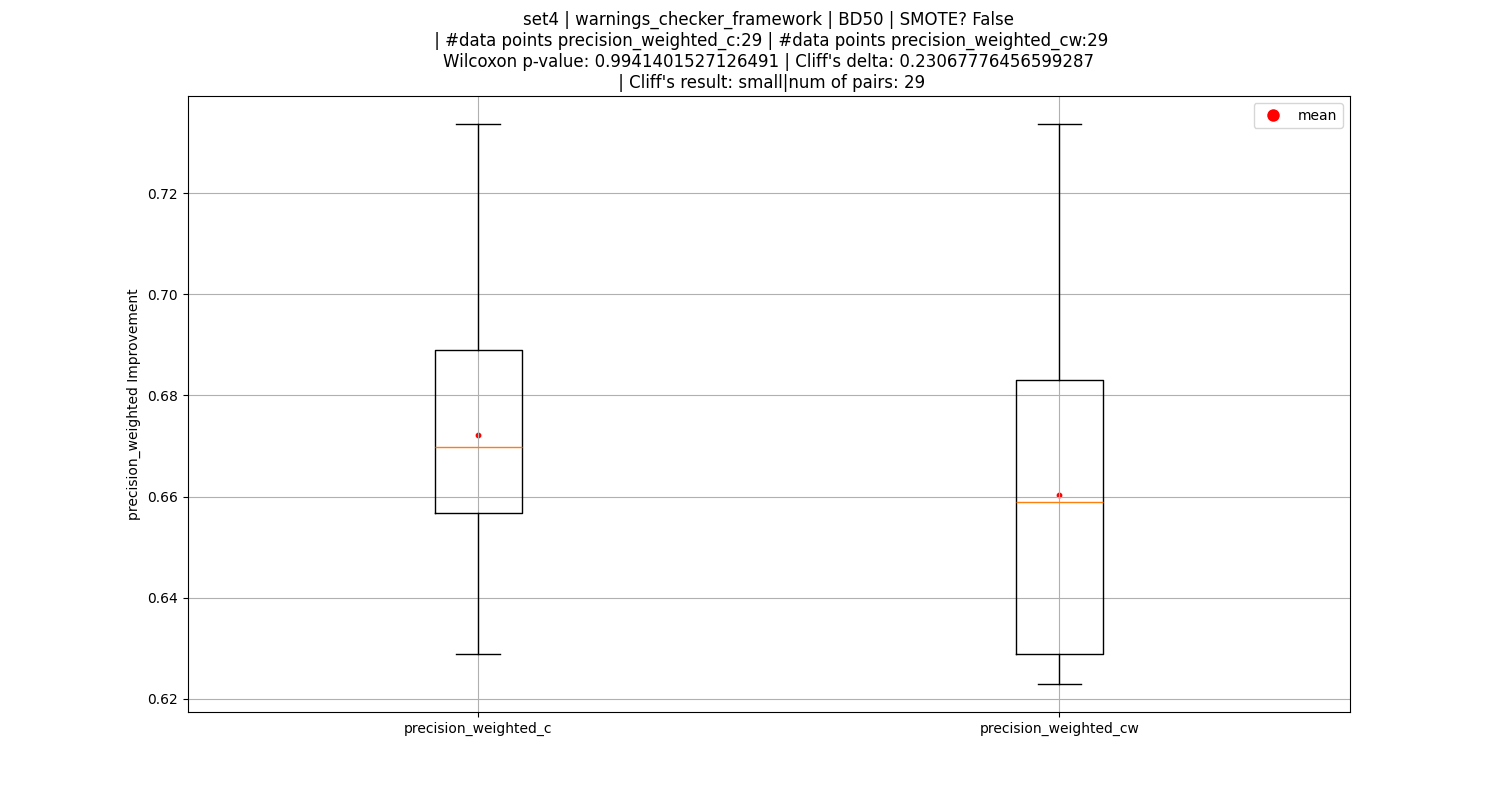 set4 | warnings_checker_framework | BD50 | SMOTE? False
| #data points precision_weighted_c:29 | #data points precision_weighted_cw:29
Wilcoxon p-value: 0.9941401527126491 | Cliff's delta: 0.23067776456599287
| Cliff's result: small|num of pairs: 29
mean
precision_weighted Improvement
0.72
0.70
0.68
0.66
0.64
0.62
precision_weighted_c
precision_weighted_cw